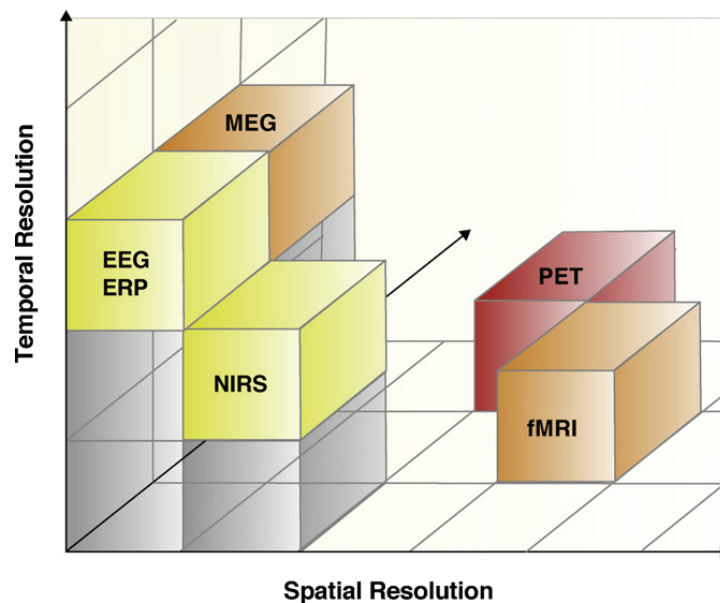 Temporal Resolution
MEG
EEG
ERP
PET
NIRS
fMRI
Spatial Resolution